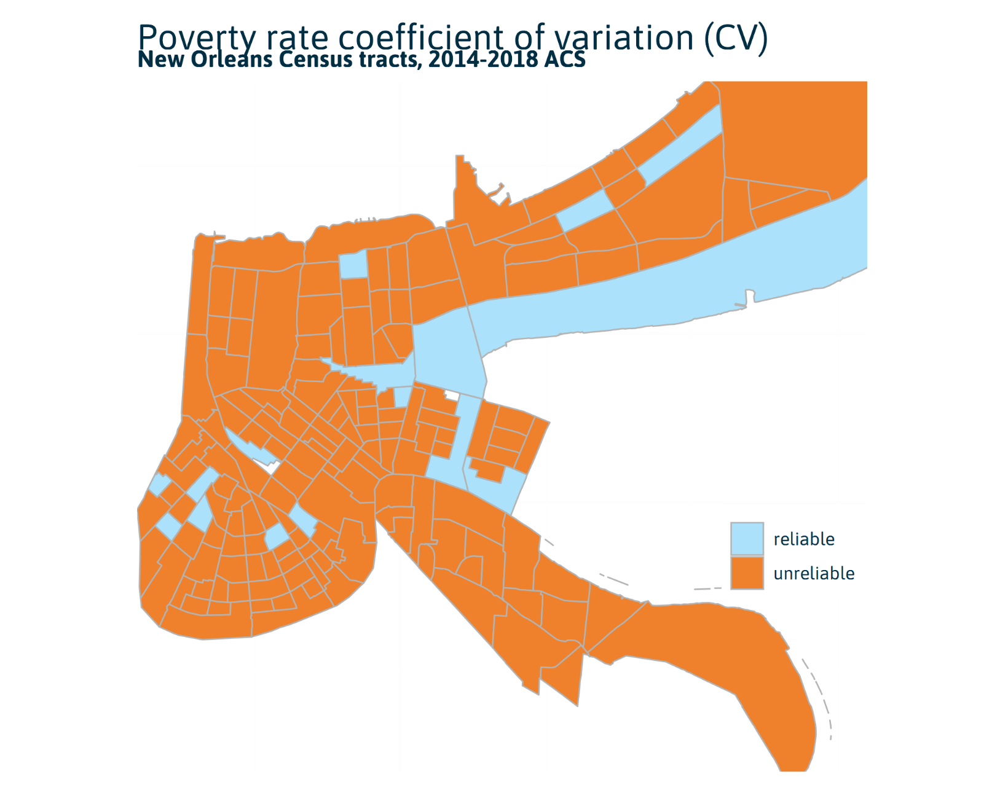 Poverty rate coefficient of variation (CV)
New Orleans Census tracts, 2014-2018 ACS
reliable
unreliable